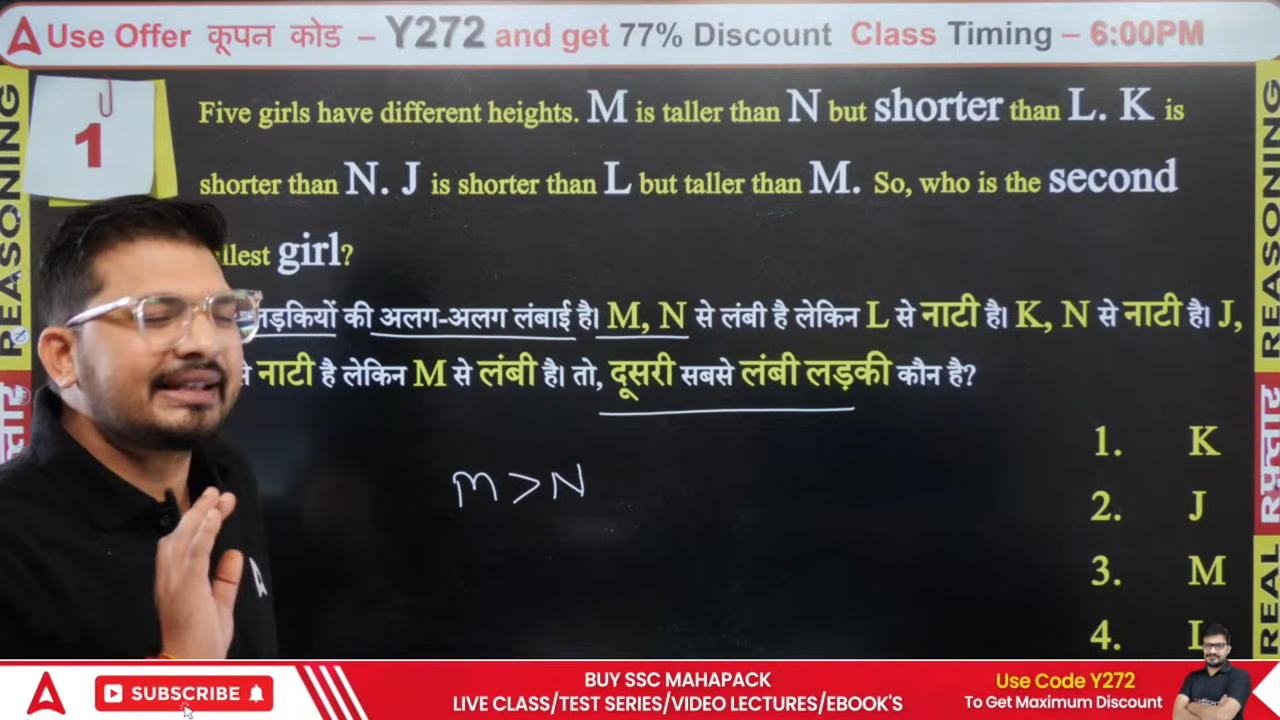 Use Offer कूपन कोड – Y272 and get 77% Discount Class Timing – 6:00PM
REASONING
REASONING
1
Five girls have different heights. M is taller than N but shorter than L. K is
shorter than N. J is shorter than L but taller than M. So, who is the second
llest girl?
ड़कियों की अलग-अलग लंबाई है। M, N से लंबी है लेकिन L से नाटी है। K, N से नाटी है। J,
से नाटी है लेकिन M से लंबी है। तो, दूसरी सबसे लंबी लड़की कौन है?
M > N
1. K
2. J
3. M
4. L
रफ़्तार
REAL
SUBSCRIBE
BUY SSC MAHAPACK
LIVE CLASS/TEST SERIES/VIDEO LECTURES/EBOOK'S
Use Code Y272
To Get Maximum Discount